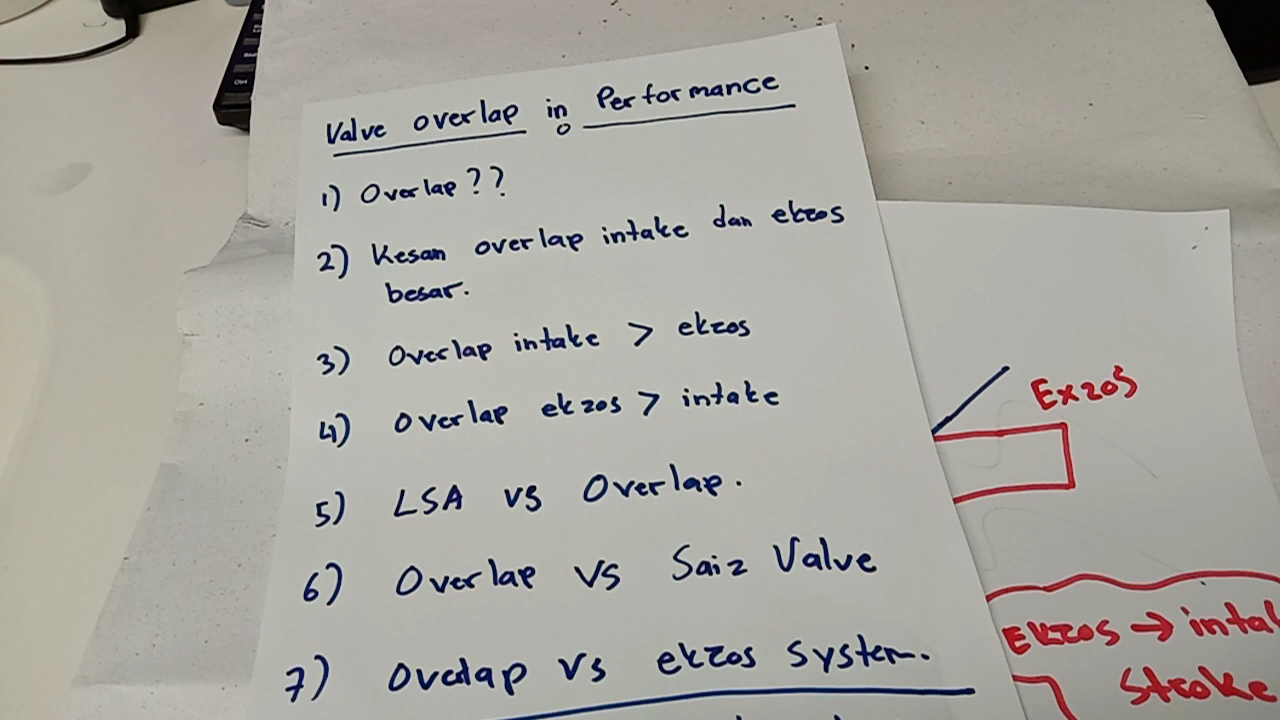 Valve overlap in Performance
1) Overlap??
2) Kesan overlap intake dan ekzos
besar.
3) Overlap intake > ekzos
4) Overlap ekzos > intake
5) LSA vs Overlap.
6) Overlap vs Saiz Valve
7) Overlap vs ekzos system.
Exzos
Ekzos → inta
Stroke
Ctrl